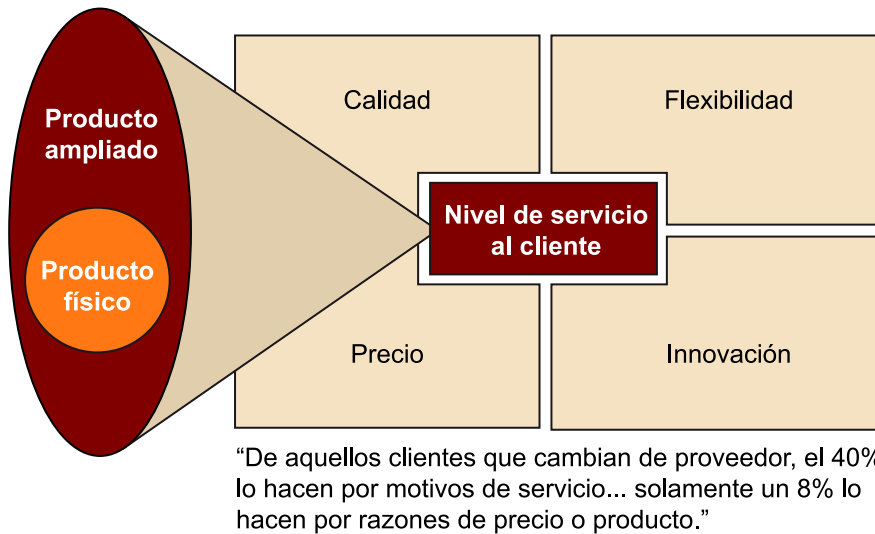 Producto
ampliado
Producto
físico
Calidad
Flexibilidad
Nivel de servicio
al cliente
Precio
Innovación
“De aquellos clientes que cambian de proveedor, el 40%
lo hacen por motivos de servicio... solamente un 8% lo
hacen por razones de precio o producto.”